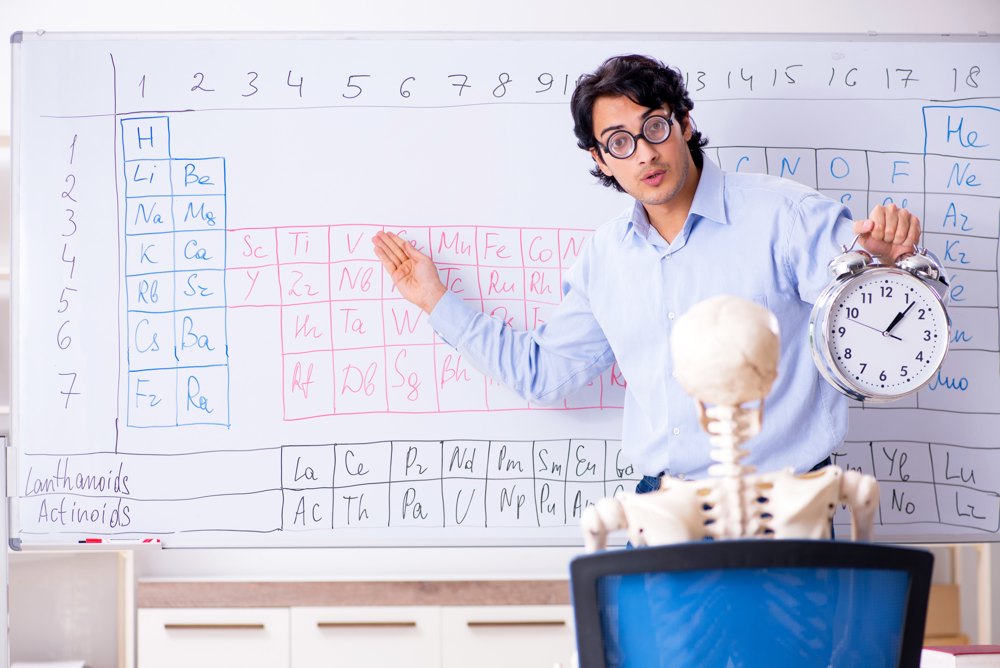 1 2 3 4 5 6 7 8 9 13 14 15 16 17 18
1 H He
2 Li Be C N O F Ne
3 Na Mg Ar
4 K Ca Sc Ti V Mn Fe Co Kr
5 Rb Sr Y Zr Nb Tc Ru Rh
6 Cs Ba Hf Ta W
7 Fr Ra Rf Db Sg Bh
Lanthanoids La Ce Pr Nd Pm Sm Eu Yb Lu
Actinoids Ac Th Pa U Np Pu No Lr
12 1 2 3 4 5 6 7 8 9 10 11